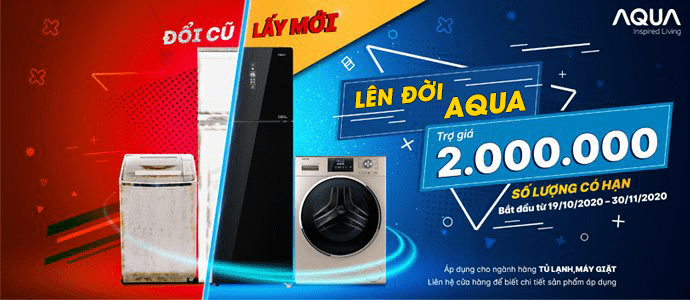 ĐỔI CŨ
LẤY MỚI
AQUA
Inspired Living
LÊN ĐỜI
AQUA
Trợ giá
2.000.000
SỐ LƯỢNG CÓ HẠN
Bắt đầu từ 19/10/2020 – 30/11/2020
Áp dụng cho ngành hàng TỦ LẠNH,MÁY GIẶT
Liên hệ cửa hàng để biết chi tiết sản phẩm áp dụng